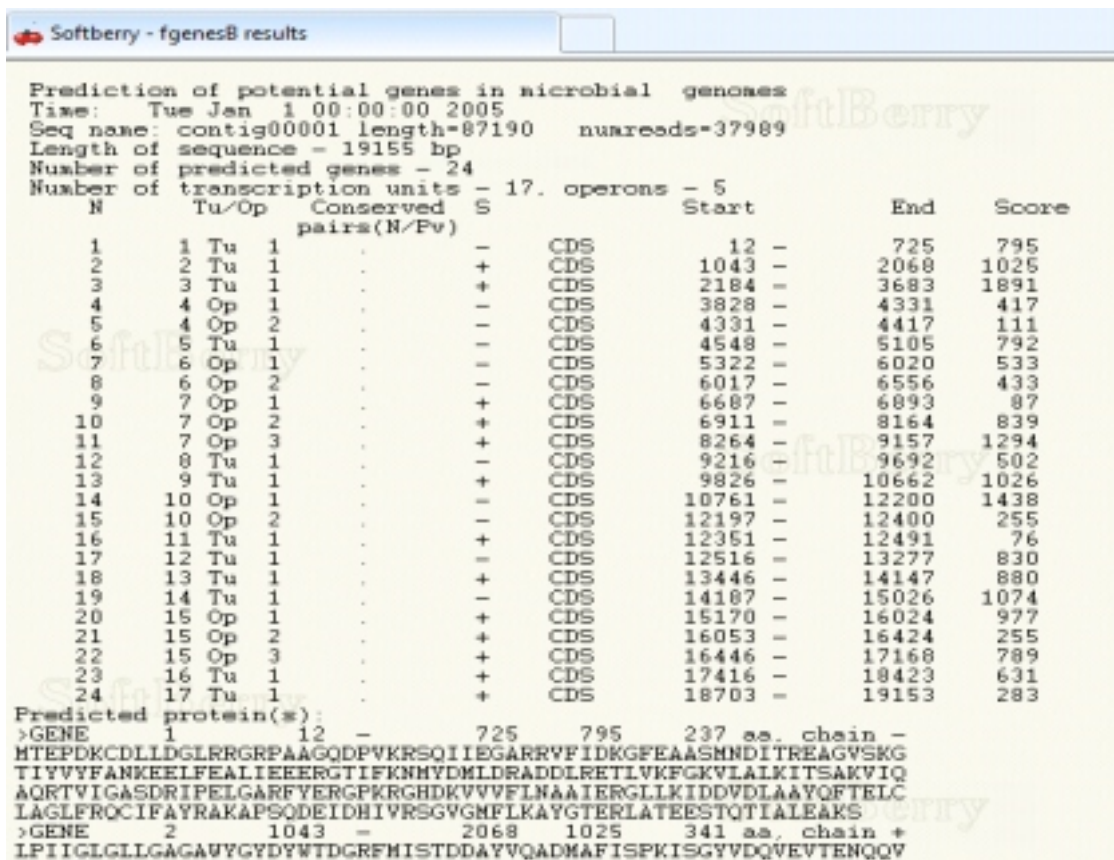 Softberry - fgenesB results
Prediction of potential genes in microbial genomes
Time: Tue Jan 1 00:00:00 2005
Seq name: contig00001 length=87190 numreads=37989
Length of sequence - 19155 bp
Number of predicted genes - 24
Number of transcription units - 17, operons - 5
N Tu/Op Conserved S Start End Score
pairs(N/Pv)
1 1 Tu 1 . - CDS 12 - 725 795
2 2 Tu 1 . + CDS 1043 - 2068 1025
3 3 Tu 1 . + CDS 2184 - 3683 1891
4 4 Op 1 . - CDS 3828 - 4331 417
5 4 Op 2 . - CDS 4331 - 4417 111
6 5 Tu 1 . - CDS 4548 - 5105 792
7 6 Op 1 . - CDS 5322 - 6020 533
8 6 Op 2 . - CDS 6017 - 6556 433
9 7 Op 1 . + CDS 6687 - 6893 87
10 7 Op 2 . + CDS 6911 - 8164 839
11 7 Op 3 . + CDS 8264 - 9157 1294
12 8 Tu 1 . - CDS 9216 - 9692 502
13 9 Tu 1 . + CDS 9826 - 10662 1026
14 10 Op 1 . - CDS 10761 - 12200 1438
15 10 Op 2 . - CDS 12197 - 12400 255
16 11 Tu 1 . + CDS 12351 - 12491 76
17 12 Tu 1 . - CDS 12516 - 13277 830
18 13 Tu 1 . + CDS 13446 - 14147 880
19 14 Tu 1 . - CDS 14187 - 15026 1074
20 15 Op 1 . + CDS 15170 - 16024 977
21 15 Op 2 . + CDS 16053 - 16424 255
22 15 Op 3 . + CDS 16446 - 17168 789
23 16 Tu 1 . + CDS 17416 - 18423 631
24 17 Tu 1 . + CDS 18703 - 19153 283
Predicted protein(s):
>GENE 1 12 - 725 795 237 aa, chain -
MTEPDKCDLLDGLRRGRPAAGQDPVKRSQIIEGARRVFIDKGFEAASMNDITREAGVSKG
TIYVYFANKEELFEALIEEERGTIFKNMYDMLDRADDLRETLVKFGKVLALKITSAKVIQ
AQRTVIGASDRIPELGARFYERGPKRGHDKVVVFLNAAIERGLLKIDDVDLAAYQFTELC
LAGLFRQCIFAYRAKAPSQDEIDHIVRSGVGMFLKAYGTERLATEESTQTIALEAKS
>GENE 2 1043 - 2068 1025 341 aa, chain +
LPIIGLGLLGAGAWYGYDYWTDGRFMISTDDAYVQADMAFISPKISGYVDQVEVTENQQV
SoftBerry
SoftBerry
SoftBerry
SoftBerry